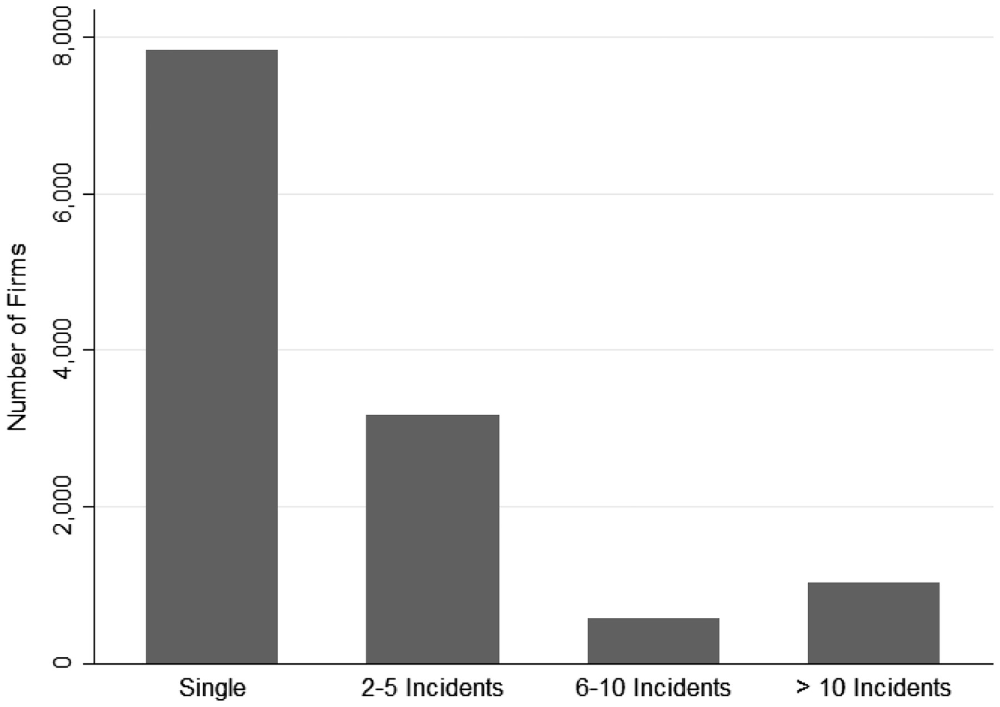 Number of Firms
8,000
6,000
4,000
2,000
0
Single
2-5 Incidents
6-10 Incidents
> 10 Incidents